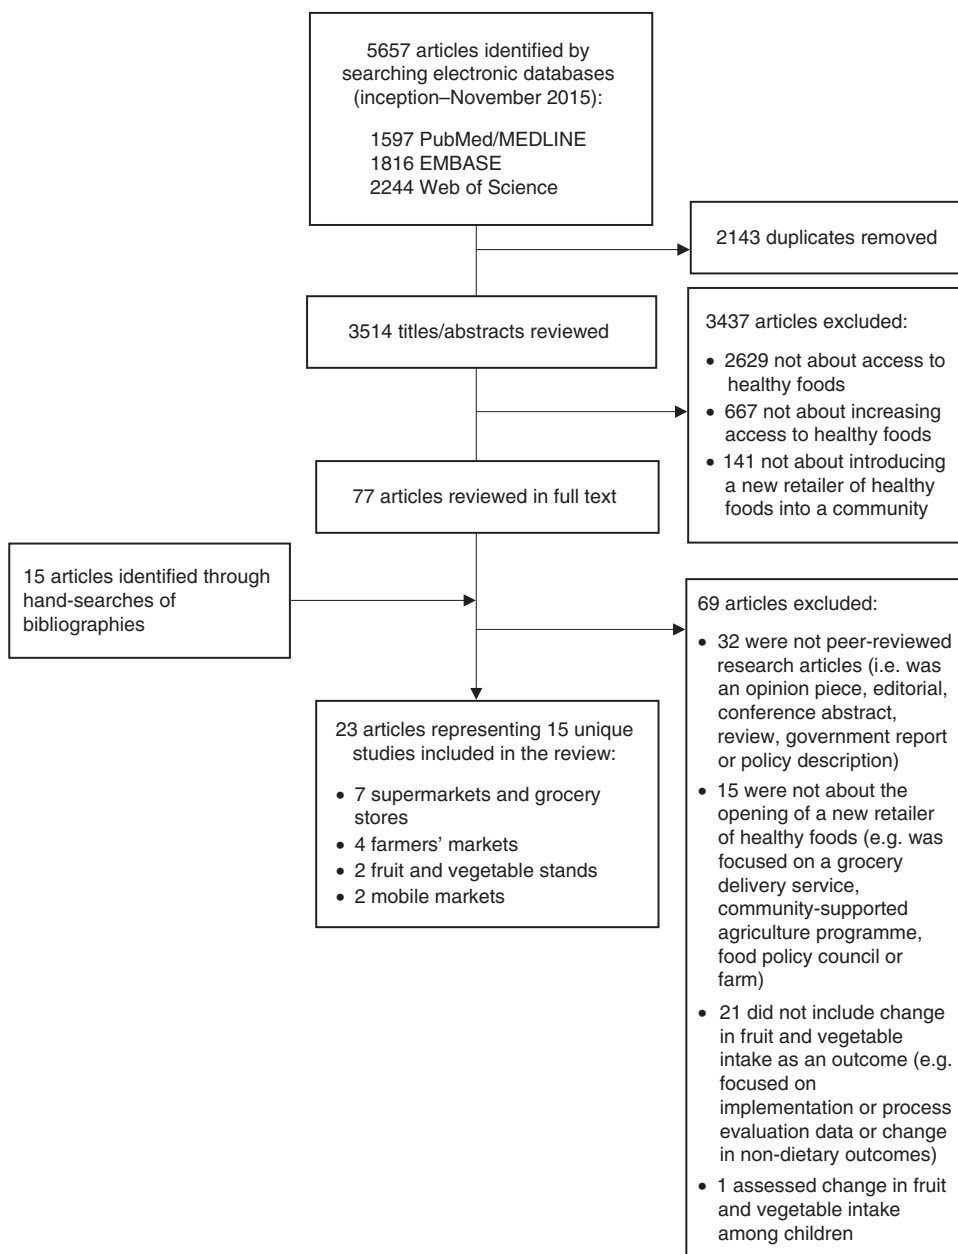 5657 articles identified by
searching electronic databases
(inception–November 2015):
1597 PubMed/MEDLINE
1816 EMBASE
2244 Web of Science
2143 duplicates removed
3514 titles/abstracts reviewed
3437 articles excluded:
• 2629 not about access to
healthy foods
• 667 not about increasing
access to healthy foods
• 141 not about introducing
a new retailer of healthy
foods into a community
77 articles reviewed in full text
15 articles identified through
hand-searches of
bibliographies
69 articles excluded:
• 32 were not peer-reviewed
research articles (i.e. was
an opinion piece, editorial,
conference abstract,
review, government report
or policy description)
• 15 were not about the
opening of a new retailer
of healthy foods (e.g. was
focused on a grocery
delivery service,
community-supported
agriculture programme,
food policy council or
farm)
• 21 did not include change
in fruit and vegetable
intake as an outcome (e.g.
focused on
implementation or process
evaluation data or change
in non-dietary outcomes)
• 1 assessed change in fruit
and vegetable intake
among children
23 articles representing 15 unique
studies included in the review:
• 7 supermarkets and grocery
stores
• 4 farmers' markets
• 2 fruit and vegetable stands
• 2 mobile markets